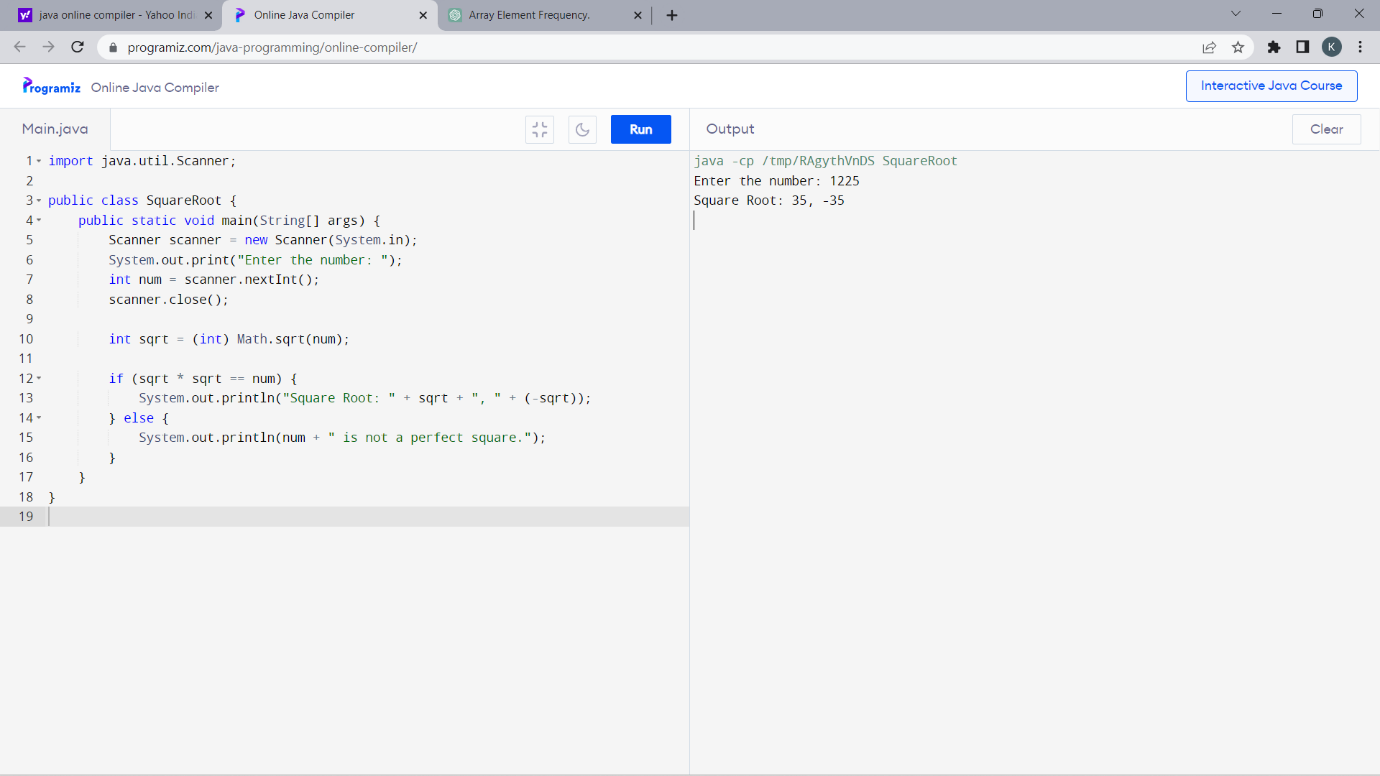 java online compiler - Yahoo Indi
Online Java Compiler
Array Element Frequency.
programiz.com/java-programming/online-compiler/
K
Programiz Online Java Compiler
Interactive Java Course
Main.java
Run
Output
Clear
1 import java.util.Scanner;
2
3 public class SquareRoot {
4     public static void main(String[] args) {
5         Scanner scanner = new Scanner(System.in);
6         System.out.print("Enter the number: ");
7         int num = scanner.nextInt();
8         scanner.close();
9
10         int sqrt = (int) Math.sqrt(num);
11
12         if (sqrt * sqrt == num) {
13             System.out.println("Square Root: " + sqrt + ", " + (-sqrt));
14         } else {
15             System.out.println(num + " is not a perfect square.");
16         }
17     }
18 }
19
java -cp /tmp/RAgythVnDS SquareRoot
Enter the number: 1225
Square Root: 35, -35